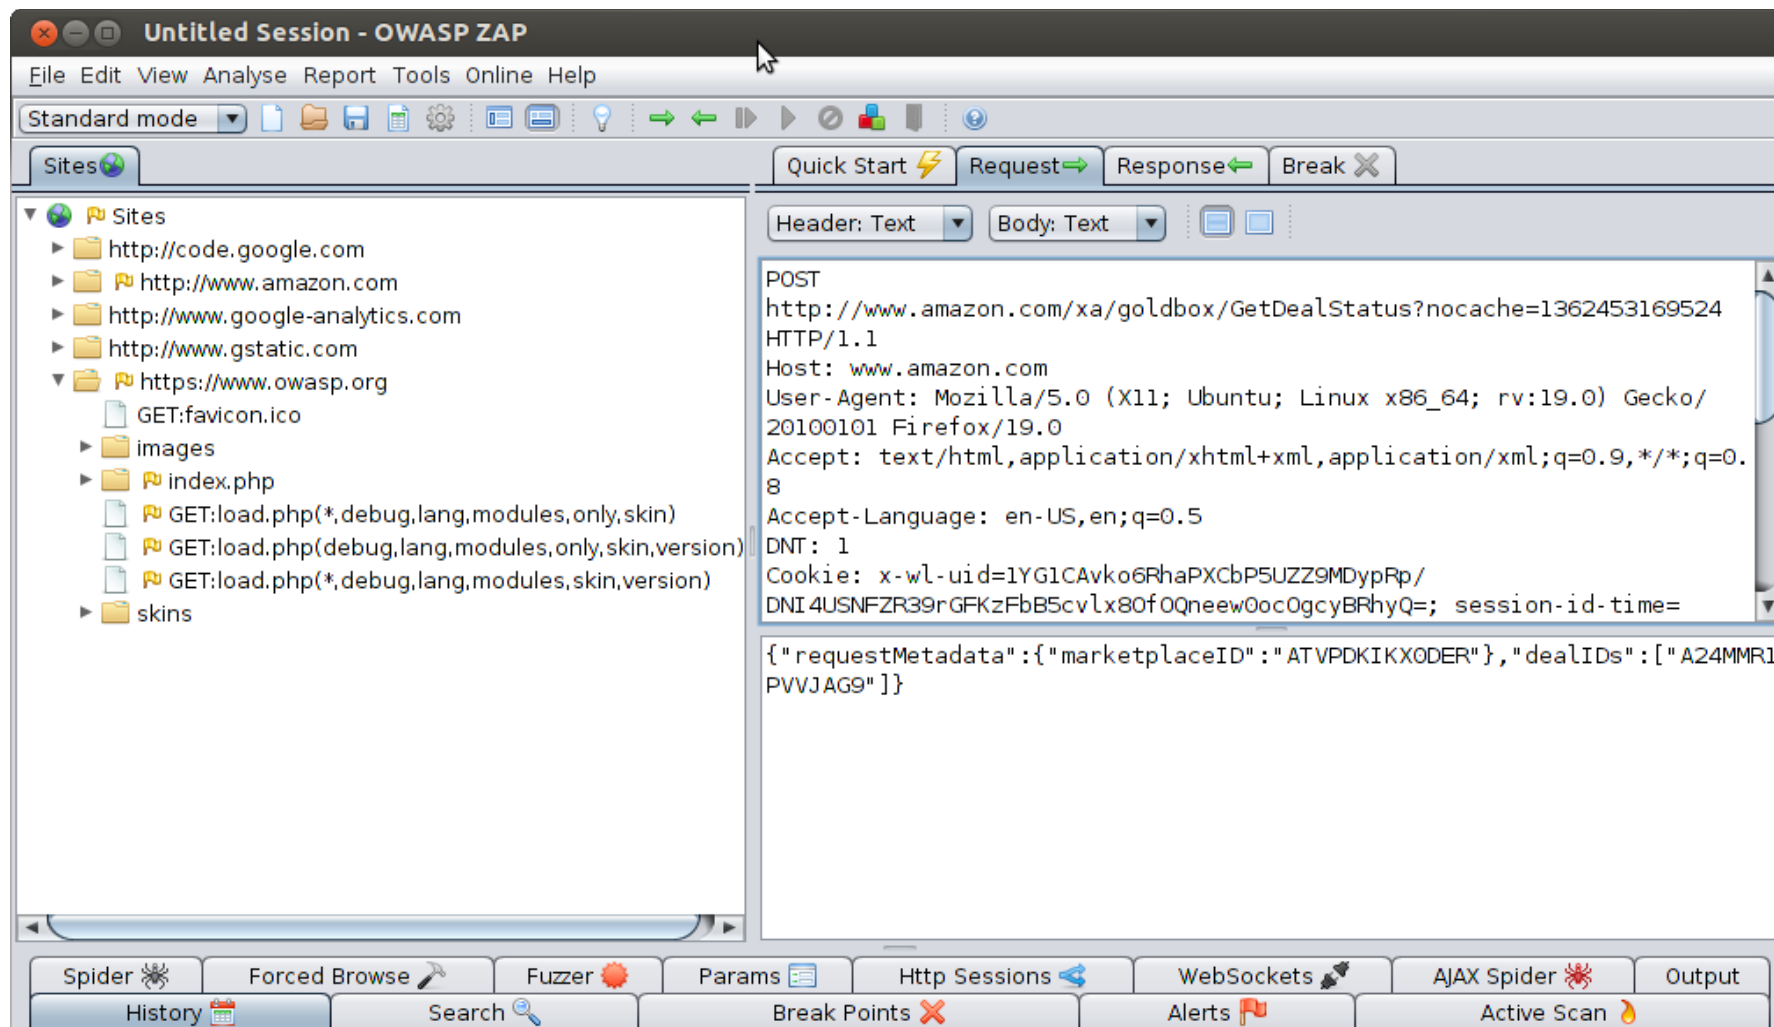 Untitled Session - OWASP ZAP
File Edit View Analyse Report Tools Online Help
Standard mode
Sites
Quick Start
Request
Response
Break
Sites
http://code.google.com
http://www.amazon.com
http://www.google-analytics.com
http://www.gstatic.com
https://www.owasp.org
GET:favicon.ico
images
index.php
GET:load.php(*,debug,lang,modules,only,skin)
GET:load.php(debug,lang,modules,only,skin,version)
GET:load.php(*,debug,lang,modules,skin,version)
skins
Header: Text
Body: Text
POST
http://www.amazon.com/xa/goldbox/GetDealStatus?nocache=1362453169524
HTTP/1.1
Host: www.amazon.com
User-Agent: Mozilla/5.0 (X11; Ubuntu; Linux x86_64; rv:19.0) Gecko/
20100101 Firefox/19.0
Accept: text/html,application/xhtml+xml,application/xml;q=0.9,*/*;q=0.
8
Accept-Language: en-US,en;q=0.5
DNT: 1
Cookie: x-wl-uid=1YG1CAvko6RhaPXCbP5UZZ9MDypRp/
DNI4USNFZR39rGFKzFbB5cvlx8OfOQneew0ocOgcyBRhyQ=; session-id-time=
{"requestMetadata":{"marketplaceID":"ATVPDKIKX0DER"},"dealIDs":["A24MMR1
PVVJAG9"]}
Spider
Forced Browse
Fuzzer
Params
Http Sessions
WebSockets
AJAX Spider
Output
History
Search
Break Points
Alerts
Active Scan